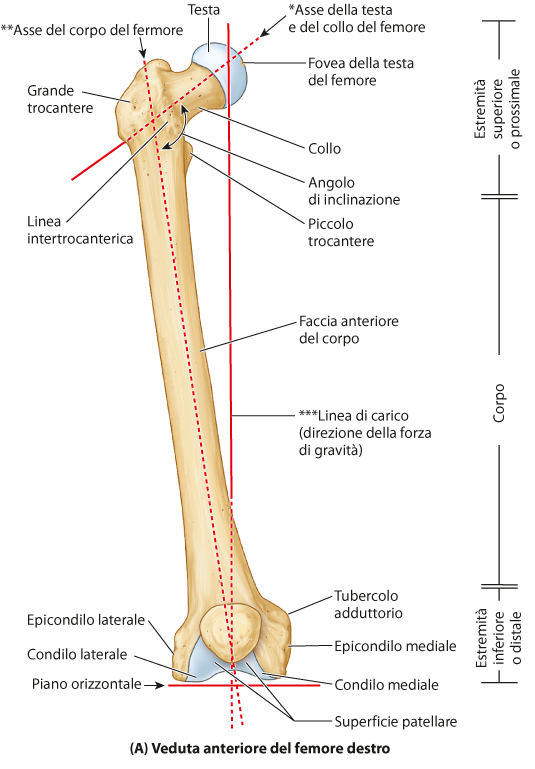 Testa
*Asse della testa
e del collo del femore
**Asse del corpo del fermore
Fovea della testa
del femore
Grande
trocantere
Collo
Angolo
di inclinazione
Linea
intertrocanterica
Piccolo
trocantere
Faccia anteriore
del corpo
***Linea di carico
(direzione della forza
di gravità)
Tubercolo
adduttorio
Epicondilo laterale
Epicondilo mediale
Condilo laterale
Piano orizzontale
Condilo mediale
Superficie patellare
Estremità
superiore
o prossimale
Corpo
Estremità
inferiore
o distale
(A) Veduta anteriore del femore destro